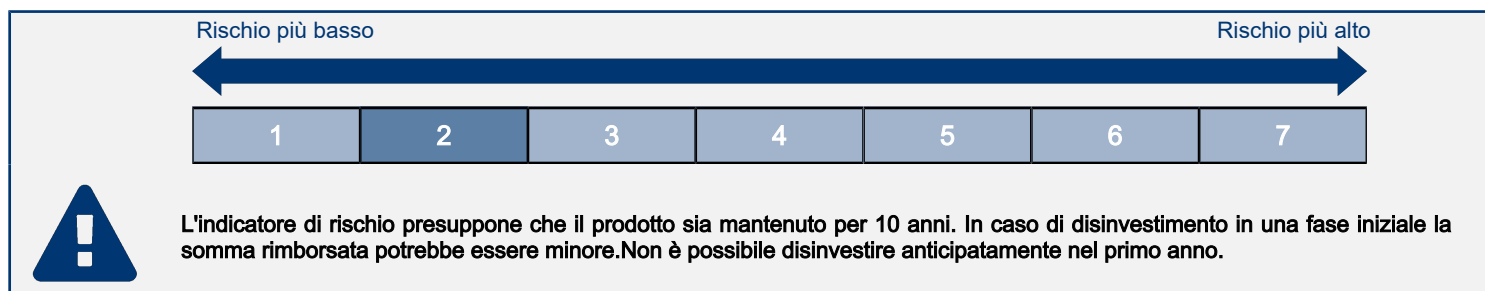 Rischio più basso Rischio più alto
1 2 3 4 5 6 7
L'indicatore di rischio presuppone che il prodotto sia mantenuto per 10 anni. In caso di disinvestimento in una fase iniziale la
somma rimborsata potrebbe essere minore.Non è possibile disinvestire anticipatamente nel primo anno.